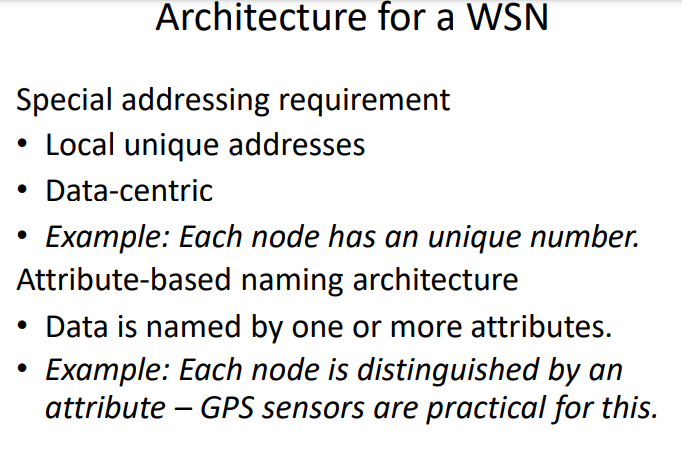 Architecture for a WSN
Special addressing requirement
• Local unique addresses
• Data-centric
• Example: Each node has an unique number.
Attribute-based naming architecture
• Data is named by one or more attributes.
• Example: Each node is distinguished by an
attribute – GPS sensors are practical for this.